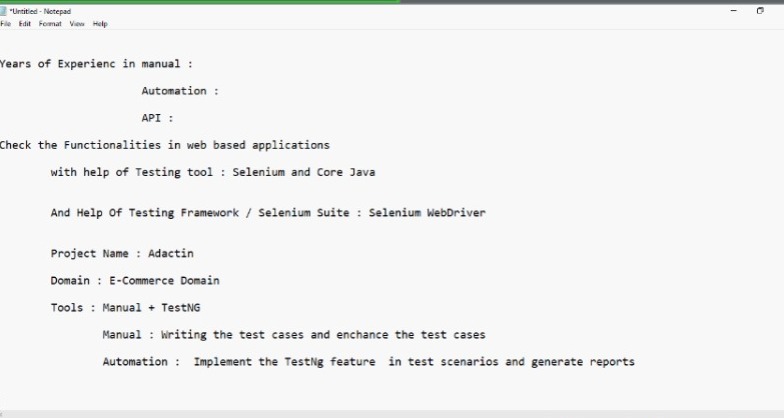 *Untitled - Notepad
File Edit Format View Help
Years of Experienc in manual :
Automation :
API :
Check the Functionalities in web based applications
with help of Testing tool : Selenium and Core Java
And Help Of Testing Framework / Selenium Suite : Selenium WebDriver
Project Name : Adactin
Domain : E-Commerce Domain
Tools : Manual + TestNG
Manual : Writing the test cases and enchance the test cases
Automation : Implement the TestNg feature in test scenarios and generate reports